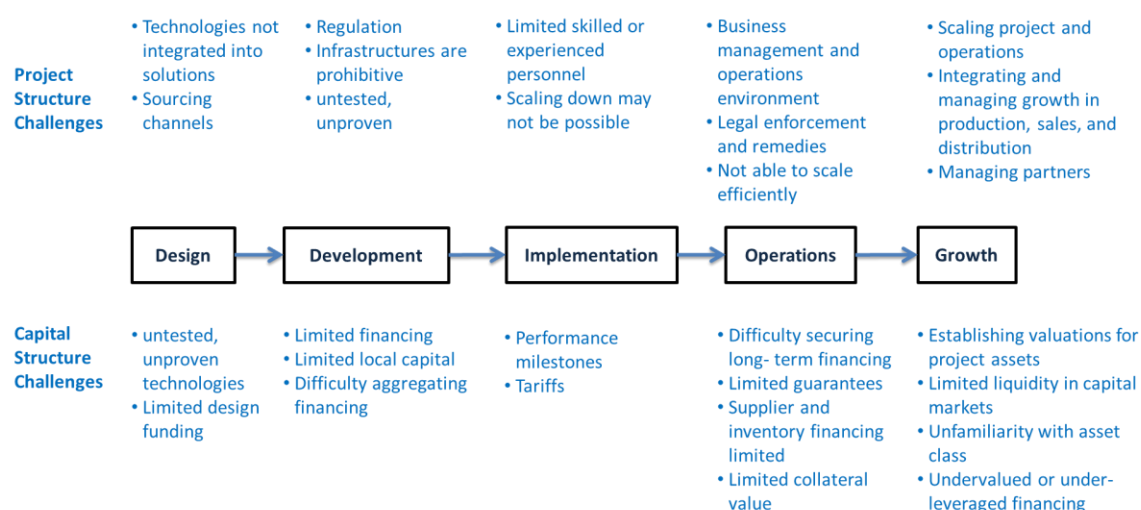 Project
Structure
Challenges
• Technologies not
integrated into
solutions
• Sourcing
channels
• Regulation
• Infrastructures are
prohibitive
• untested,
unproven
• Limited skilled or
experienced
personnel
• Scaling down may
not be possible
• Business
management and
operations
environment
• Legal enforcement
and remedies
• Not able to scale
efficiently
• Scaling project and
operations
• Integrating and
managing growth in
production, sales, and
distribution
• Managing partners
Design
Development
Implementation
Operations
Growth
Capital
Structure
Challenges
• untested,
unproven
technologies
• Limited design
funding
• Limited financing
• Limited local capital
• Difficulty aggregating
financing
• Performance
milestones
• Tariffs
• Difficulty securing
long- term financing
• Limited guarantees
• Supplier and
inventory financing
limited
• Limited collateral
value
• Establishing valuations for
project assets
• Limited liquidity in capital
markets
• Unfamiliarity with asset
class
• Undervalued or under-
leveraged financing